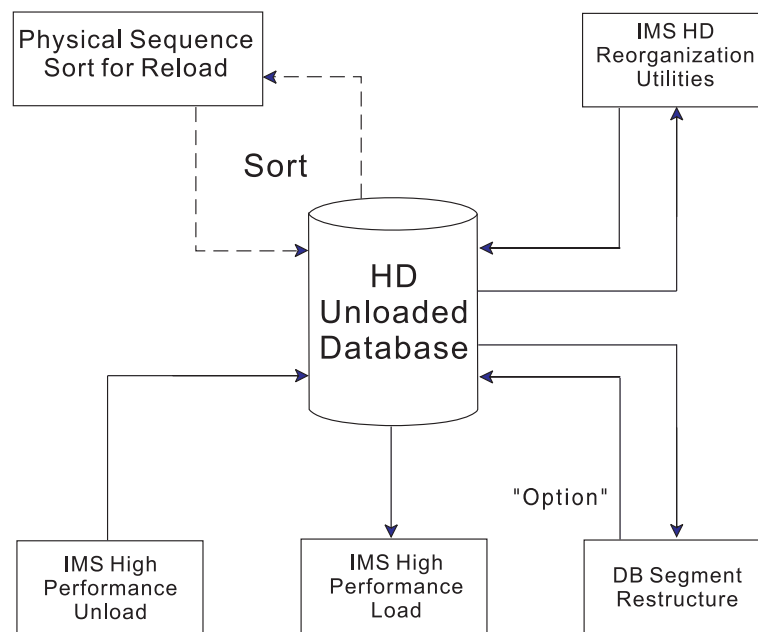 Physical Sequence
Sort for Reload
IMS HD
Reorganization
Utilities
Sort
HD
Unloaded
Database
"Option"
IMS High
Performance
Unload
IMS High
Performance
Load
DB Segment
Restructure